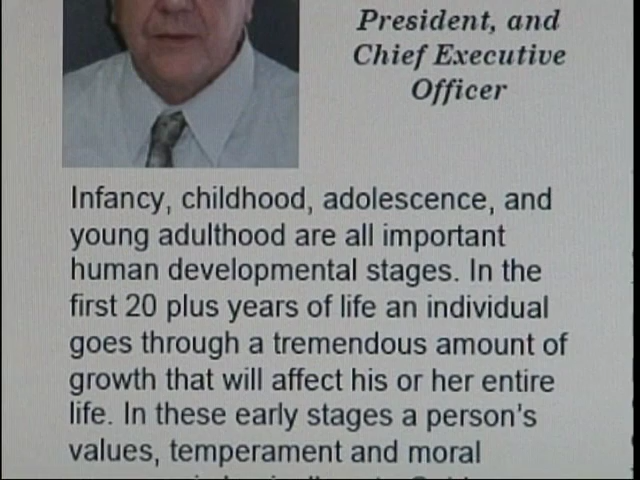 President, and
Chief Executive
Officer
Infancy, childhood, adolescence, and
young adulthood are all important
human developmental stages. In the
first 20 plus years of life an individual
goes through a tremendous amount of
growth that will affect his or her entire
life. In these early stages a person's
values, temperament and moral